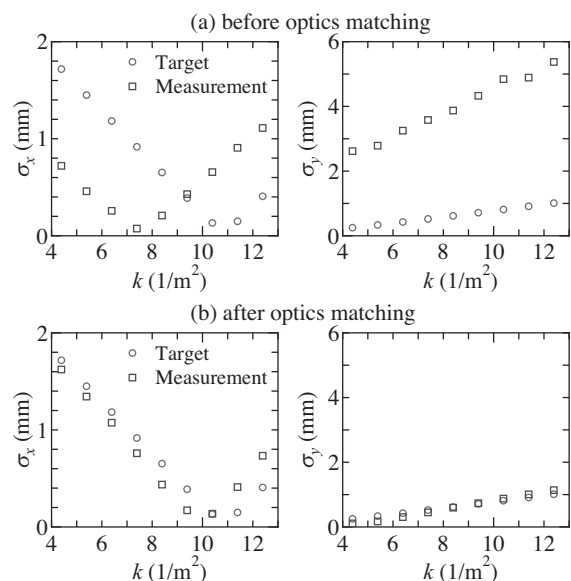 (a) before optics matching
2
1
0
σx (mm)
Target
Measurement
4 6 8 10 12
k (1/m²)
6
4
2
0
σy (mm)
4 6 8 10 12
k (1/m²)
(b) after optics matching
2
1
0
σx (mm)
Target
Measurement
4 6 8 10 12
k (1/m²)
6
4
2
0
σy (mm)
4 6 8 10 12
k (1/m²)